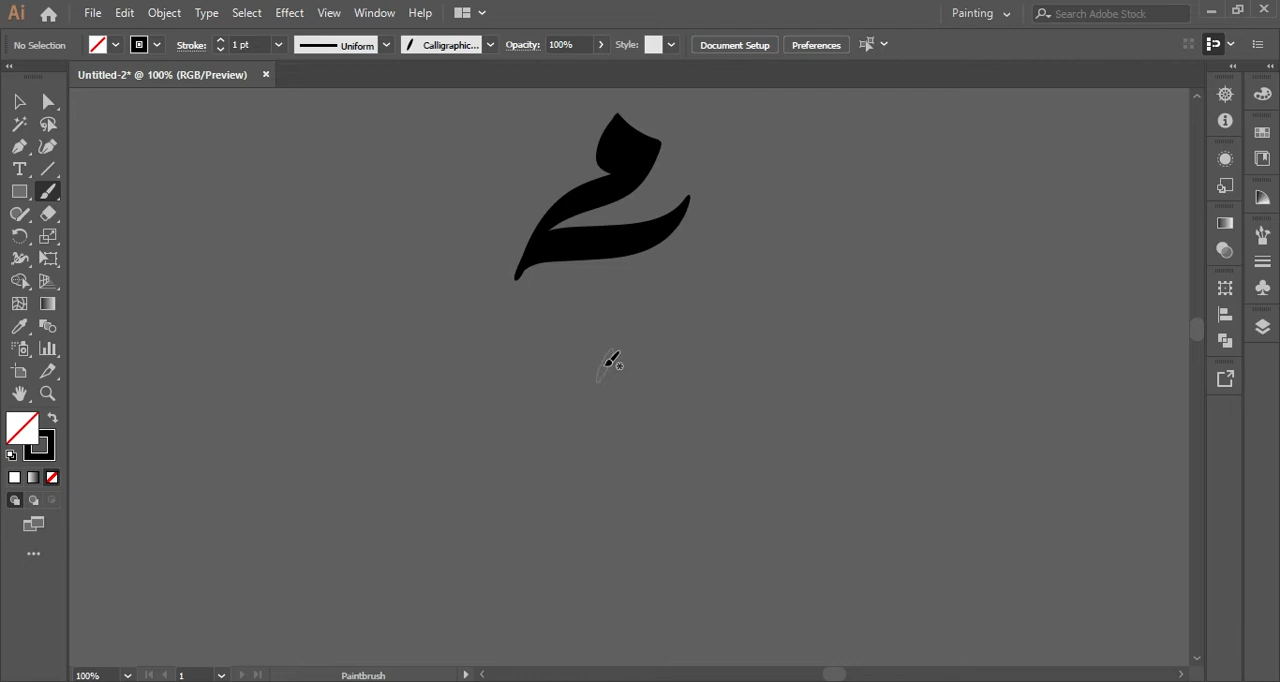 Ai File Edit Object Type Select Effect View Window Help Painting Search Adobe Stock
No Selection Stroke: 1 pt Uniform Calligraphic... Opacity: 100% Style: Document Setup Preferences
Untitled-2* @ 100% (RGB/Preview) ×
T
100% 1 Paintbrush